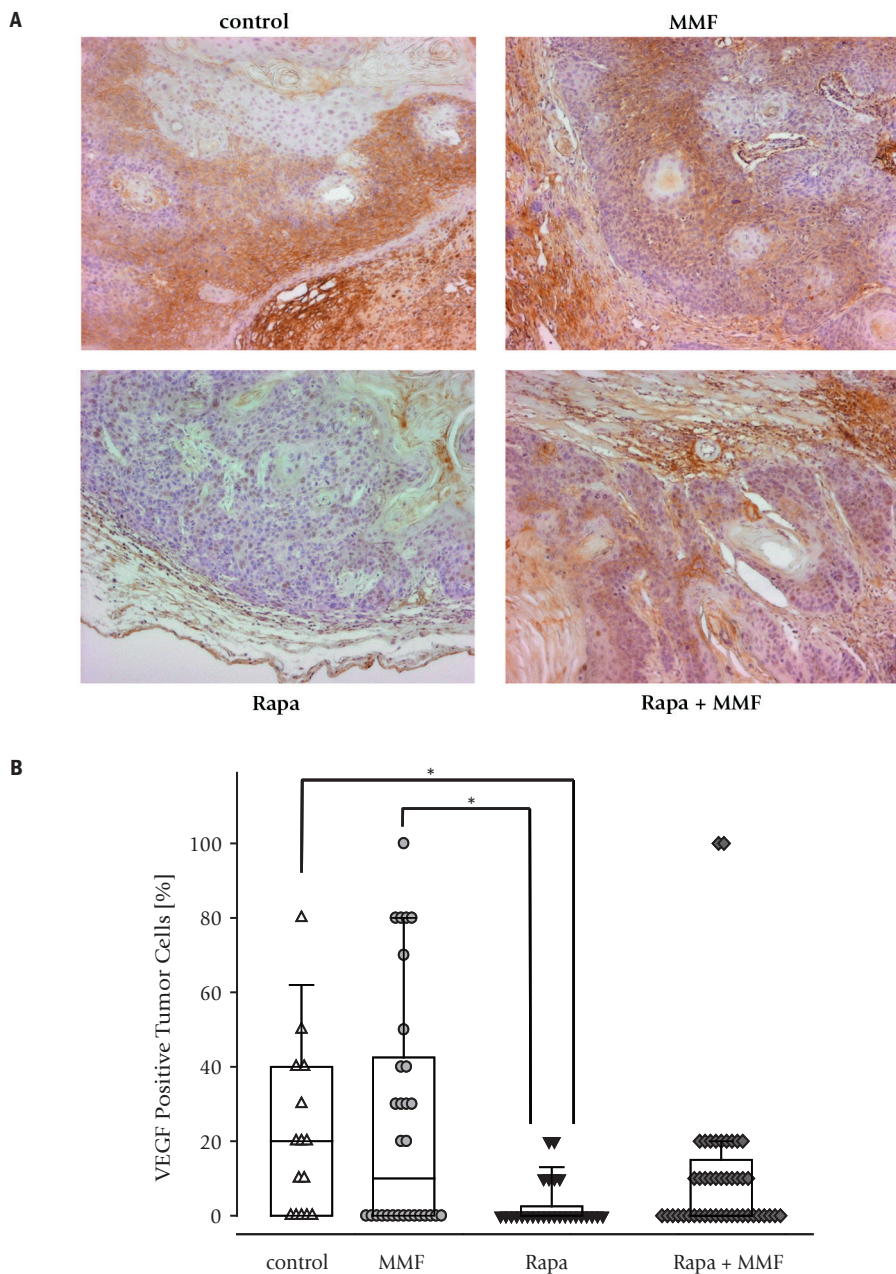 A
control MMF
Rapa Rapa + MMF
B
*
*
VEGF Positive Tumor Cells [%]
100
80
60
40
20
0
control MMF Rapa Rapa + MMF